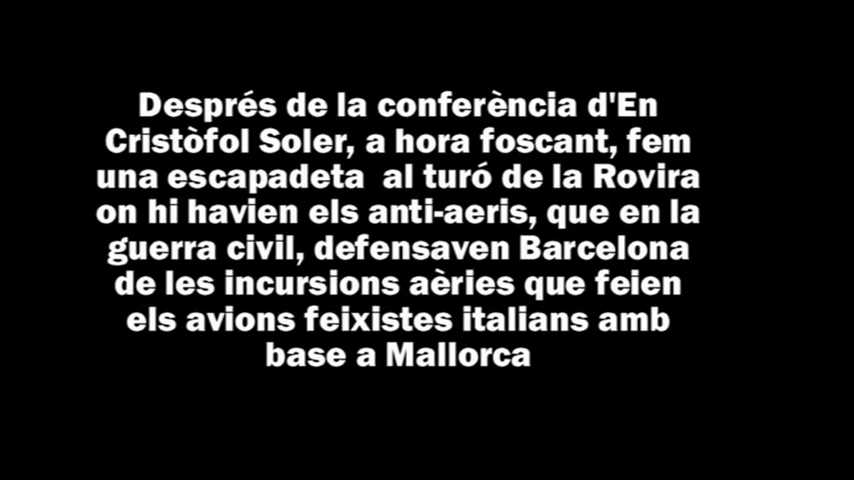 Després de la conferència d'En
Cristòfol Soler, a hora foscant, fem
una escapadeta  al turó de la Rovira
on hi havien els anti-aeris, que en la
guerra civil, defensaven Barcelona
de les incursions aèries que feien
els avions feixistes italians amb
base a Mallorca